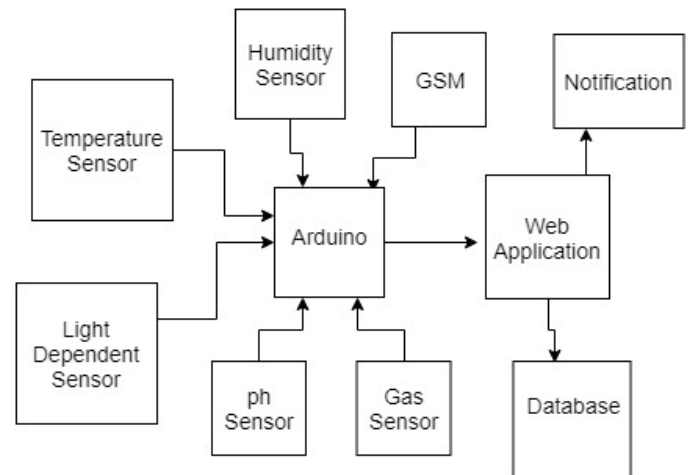 Humidity
Sensor
GSM
Notification
Temperature
Sensor
Arduino
Web
Application
Light
Dependent
Sensor
ph
Sensor
Gas
Sensor
Database